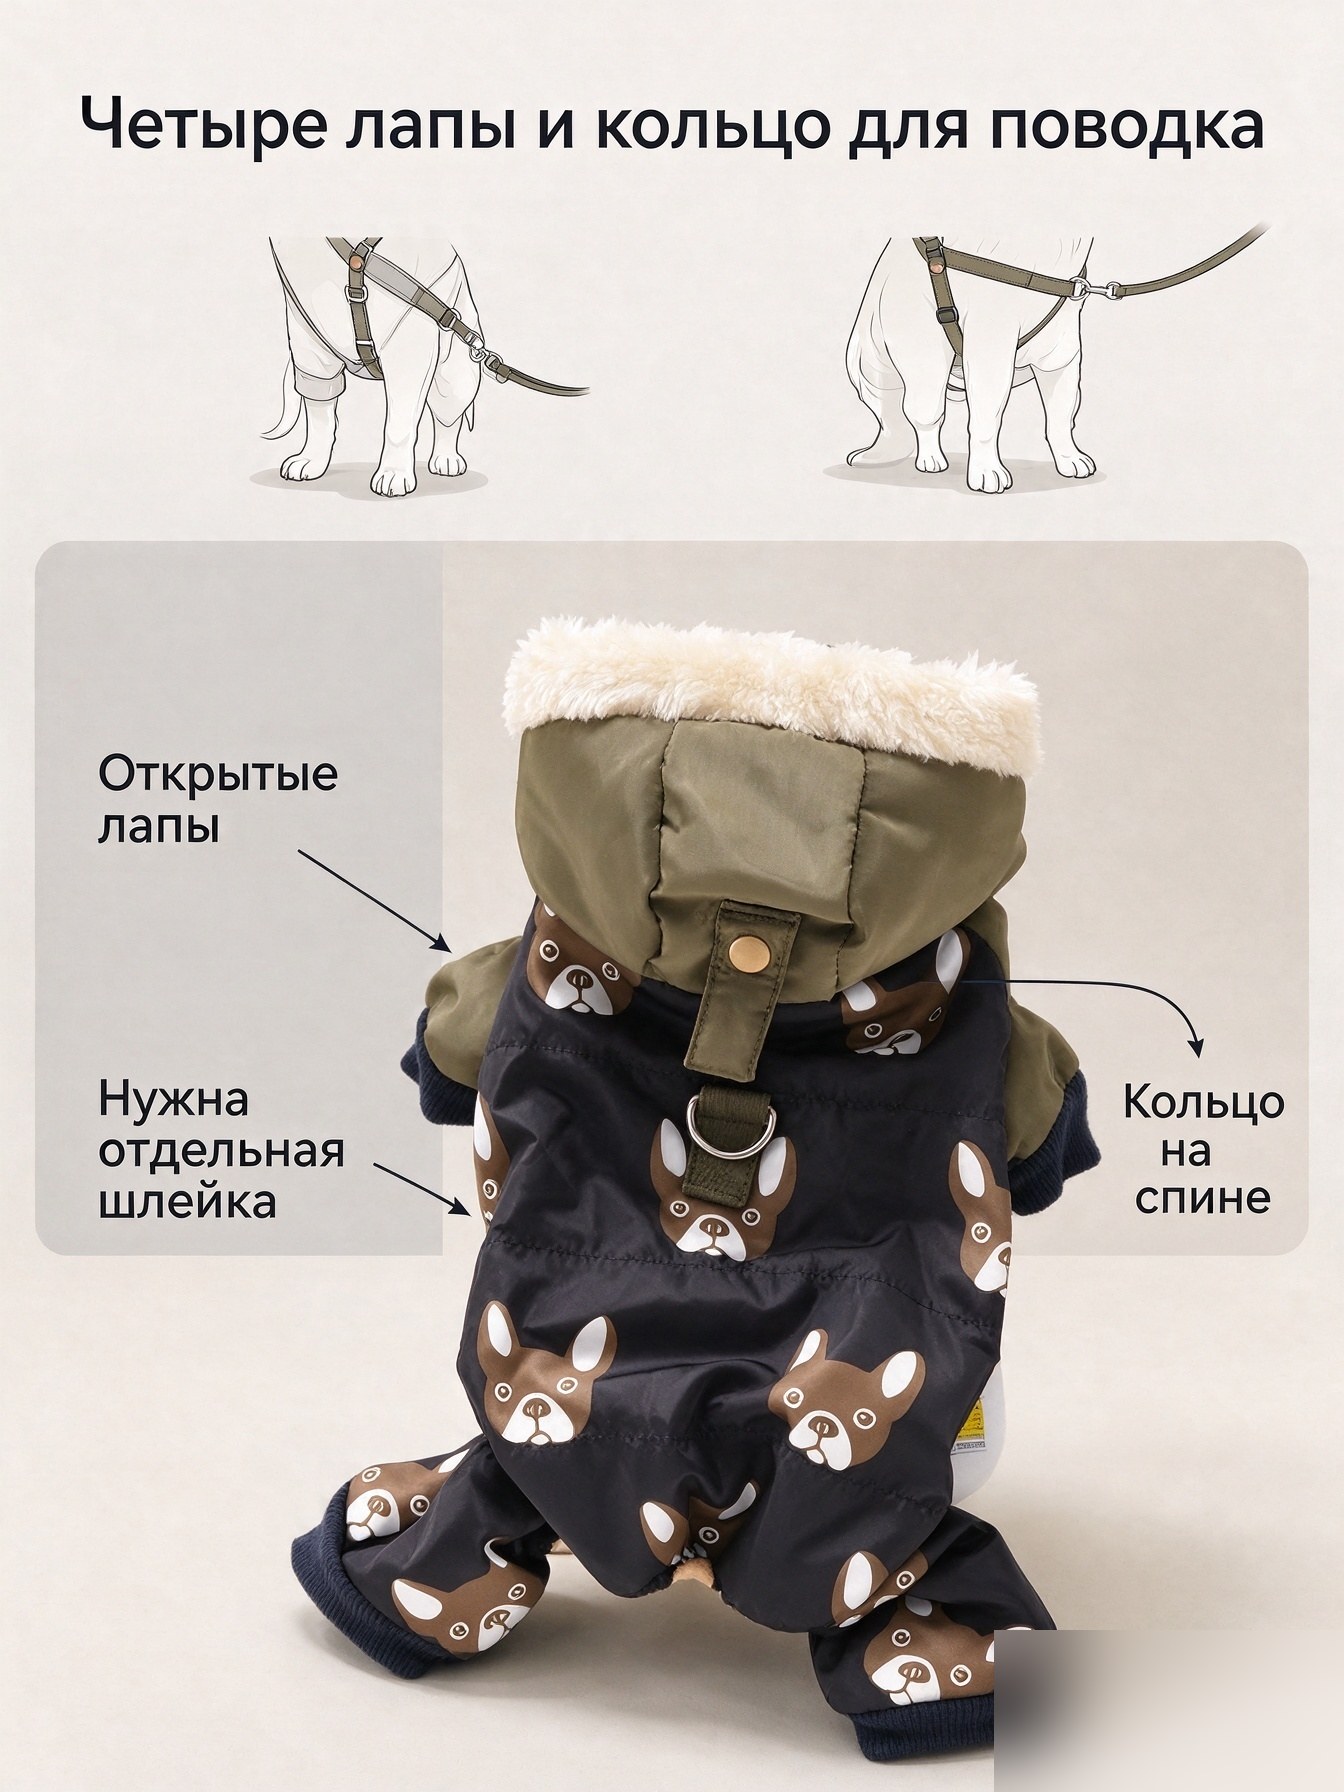 Четыре лапы и кольцо для поводка
Открытые
лапы
Нужна
отдельная
шлейка
Кольцо
на
спине